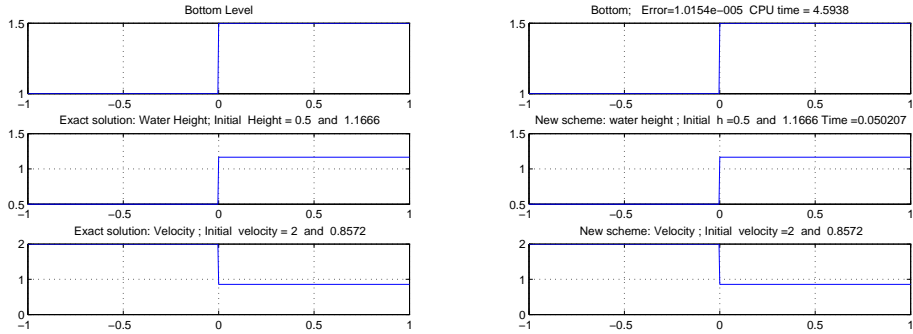 Bottom Level
1.5
1
−1 −0.5 0 0.5 1
Exact solution: Water Height; Initial Height = 0.5 and 1.1666
1.5
1
0.5
−1 −0.5 0 0.5 1
Exact solution: Velocity ; Initial velocity = 2 and 0.8572
2
1
0
−1 −0.5 0 0.5 1
Bottom; Error=1.0154e−005 CPU time = 4.5938
1.5
1
−1 −0.5 0 0.5 1
New scheme: water height ; Initial h =0.5 and 1.1666 Time =0.050207
1.5
1
0.5
−1 −0.5 0 0.5 1
New scheme: Velocity ; Initial velocity =2 and 0.8572
2
1
0
−1 −0.5 0 0.5 1